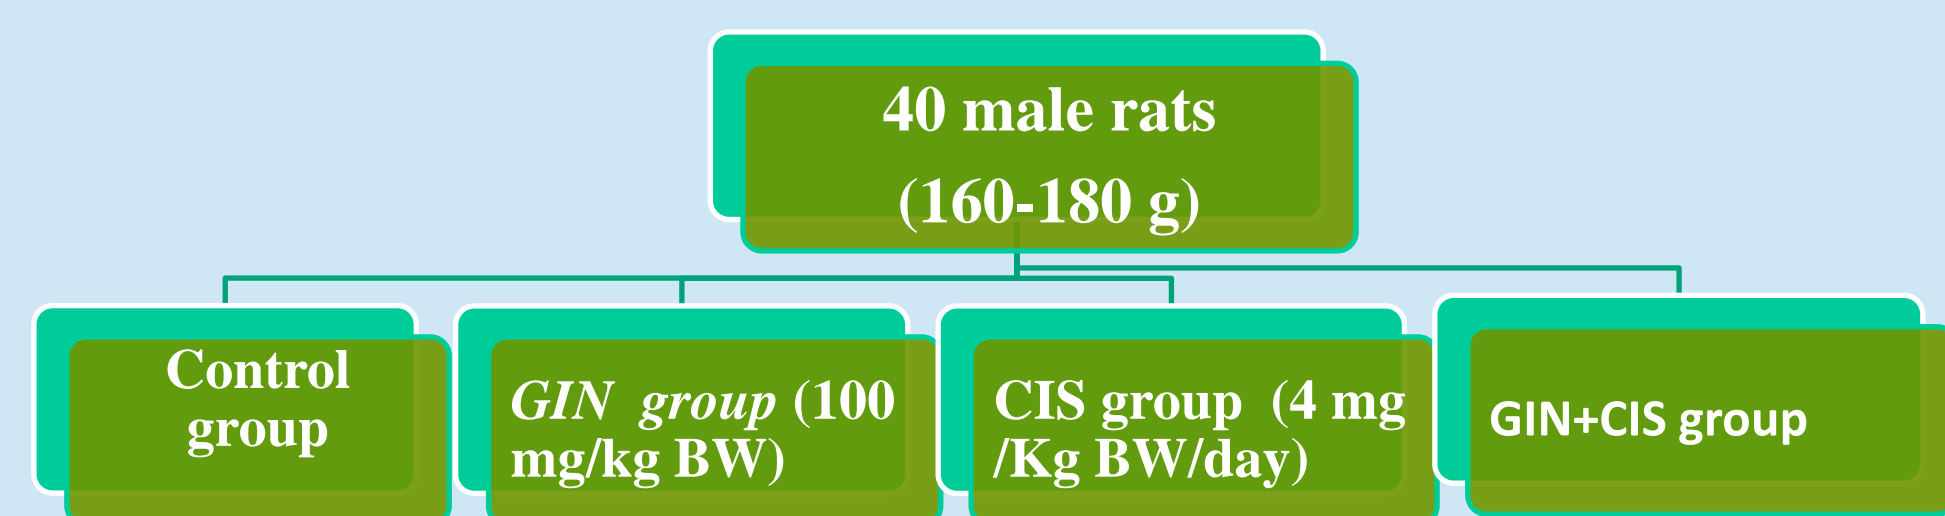 40 male rats
(160-180 g)
Control
group
GIN group (100
mg/kg BW)
CIS group (4 mg
/Kg BW/day)
GIN+CIS group